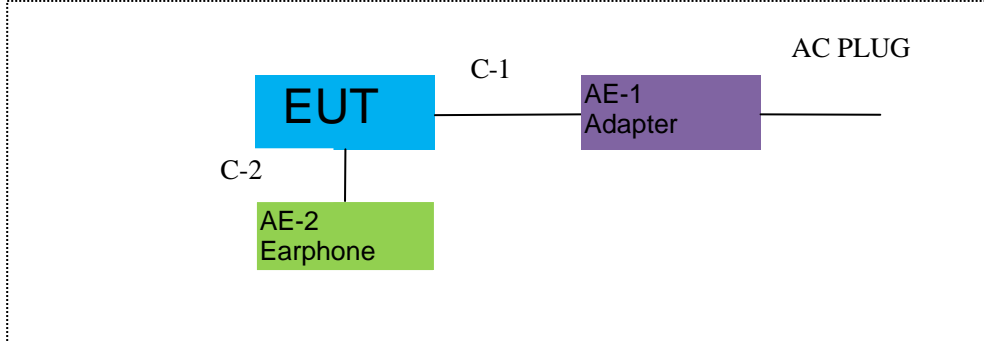 AC PLUG
C-1
EUT
AE-1
Adapter
C-2
AE-2
Earphone